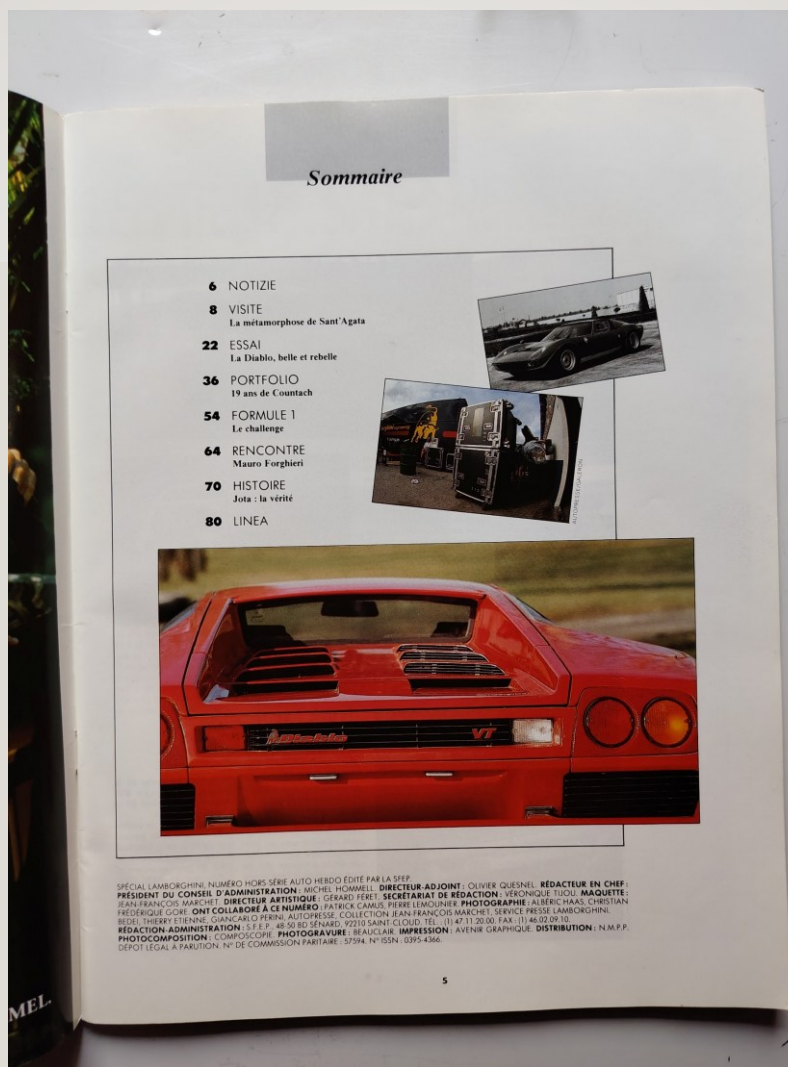 Sommaire
6 NOTIZIE
8 VISITE
La métamorphose de Sant'Agata
22 ESSAI
La Diablo, belle et rebelle
36 PORTFOLIO
19 ans de Countach
54 FORMULE 1
Le challenge
64 RENCONTRE
Mauro Forghieri
70 HISTOIRE
Jota : la vérité
80 LINEA
Diablo VT
SPÉCIAL LAMBORGHINI, NUMÉRO HORS-SÉRIE AUTO HEBDO ÉDITÉ PAR LA SFEP.
PRÉSIDENT DU CONSEIL D'ADMINISTRATION : MICHEL HOMMELL. DIRECTEUR-ADJOINT : OLIVIER QUESNEL. RÉDACTEUR EN CHEF :
JEAN-FRANÇOIS MARCHET. DIRECTEUR ARTISTIQUE : GÉRARD FÉRET. SECRÉTARIAT DE RÉDACTION : VÉRONIQUE TIJOU. MAQUETTE :
FRÉDÉRIQUE GORE. ONT COLLABORÉ À CE NUMÉRO : PATRICK CAMUS, PIERRE LEMOUNIER. PHOTOGRAPHIE : ALBÉRIC HAAS, CHRISTIAN
BEDEI, THIERRY ETIENNE, GIANCARLO PERINI, AUTOPRESSE, COLLECTION JEAN-FRANÇOIS MARCHET, SERVICE PRESSE LAMBORGHINI.
RÉDACTION-ADMINISTRATION : S.F.E.P., 48-50 BD SÉNARD, 92210 SAINT-CLOUD. TÉL. : (1) 47.11.20.00. FAX : (1) 46.02.09.10.
PHOTOCOMPOSITION : COMPOSCOPIE. PHOTOGRAVURE : BEAUCLAIR. IMPRESSION : AVENIR GRAPHIQUE. DISTRIBUTION : N.M.P.P.
DÉPÔT LÉGAL À PARUTION. N° DE COMMISSION PARITAIRE : 57594. N° ISSN : 0395-4366.
5
MEL.